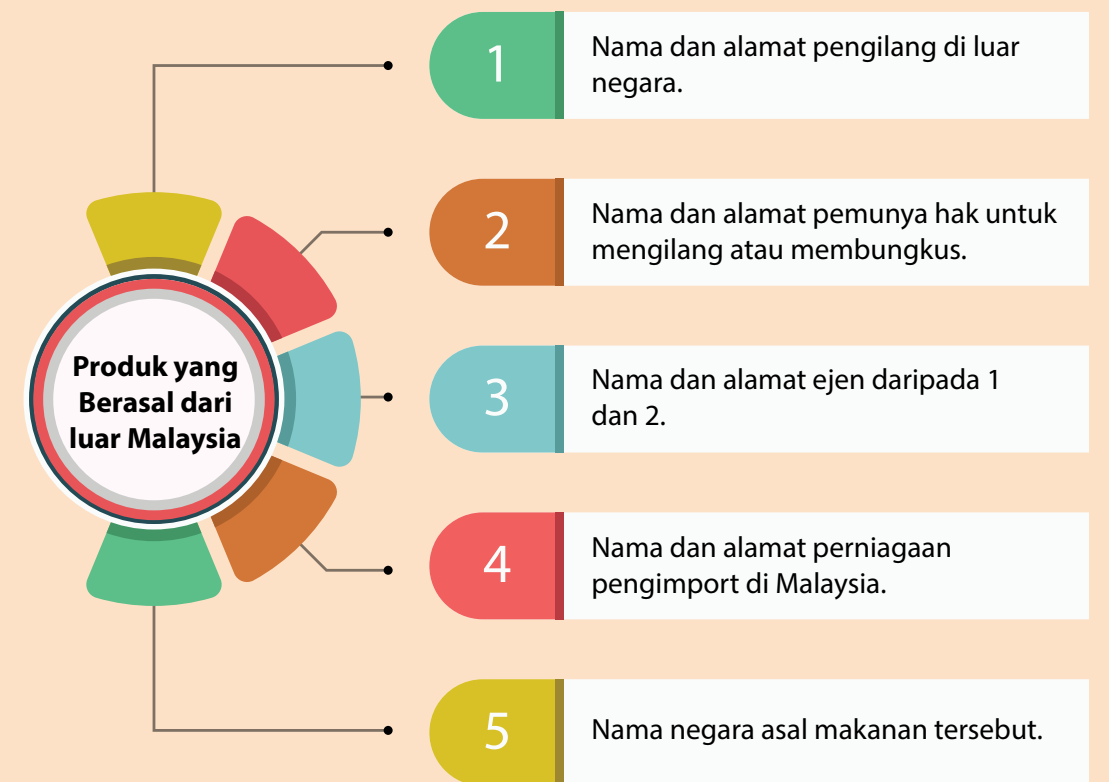 Produk yang
Berasal dari
luar Malaysia
1
Nama dan alamat pengilang di luar
negara.
2
Nama dan alamat pemunya hak untuk
mengilang atau membungkus.
3
Nama dan alamat ejen daripada 1
dan 2.
4
Nama dan alamat perniagaan
pengimport di Malaysia.
5
Nama negara asal makanan tersebut.